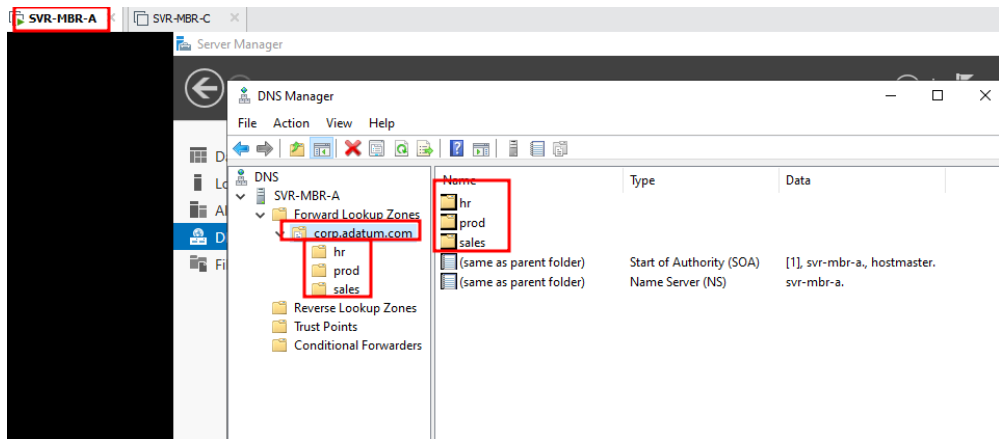 SVR-MBR-A × SVR-MBR-C ×
Server Manager
DNS Manager
File Action View Help
DNS
SVR-MBR-A
Forward Lookup Zones
corp.adatum.com
hr
prod
sales
Reverse Lookup Zones
Trust Points
Conditional Forwarders
Name Type Data
hr
prod
sales
(same as parent folder) Start of Authority (SOA) [1], svr-mbr-a., hostmaster.
(same as parent folder) Name Server (NS) svr-mbr-a.
D
Lo
Al
D
Fi